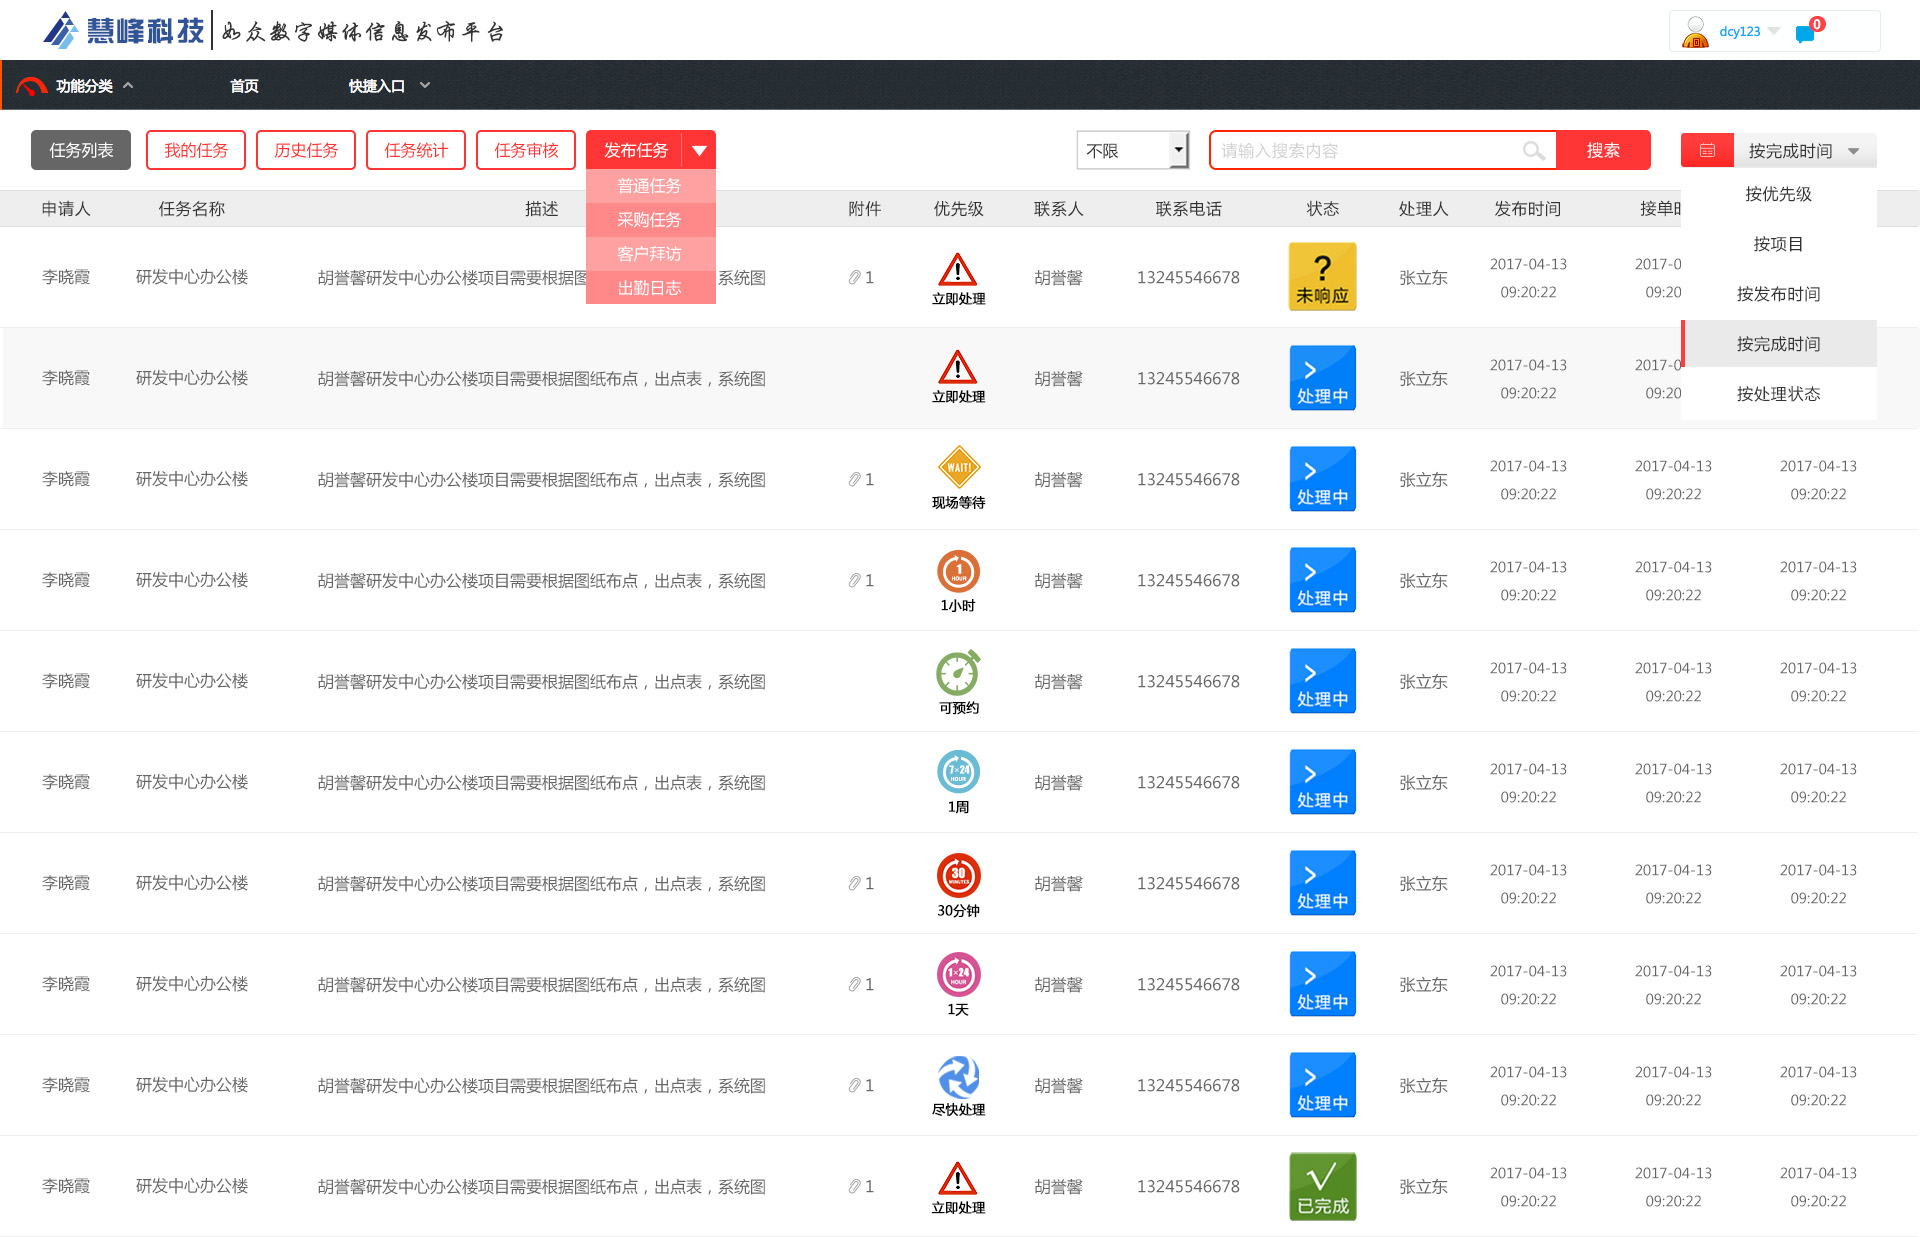 慧峰科技 如众数字媒体信息发布平台
dcy123 0
功能分类 首页 快捷入口
任务列表 我的任务 历史任务 任务统计 任务审核 发布任务 不限 请输入搜索内容 搜索 按完成时间
普通任务
采购任务
客户拜访
出勤日志
按优先级
按项目
按发布时间
按完成时间
按处理状态
申请人 任务名称 描述 附件 优先级 联系人 联系电话 状态 处理人 发布时间 接单时
李晓霞 研发中心办公楼 胡誉馨研发中心办公楼项目需要根据图 系统图 1 立即处理 胡誉馨 13245546678 ? 未响应 张立东 2017-04-13 09:20:22 2017-0 09:20
李晓霞 研发中心办公楼 胡誉馨研发中心办公楼项目需要根据图纸布点，出点表，系统图 立即处理 胡誉馨 13245546678 处理中 张立东 2017-04-13 09:20:22 2017-0 09:20
李晓霞 研发中心办公楼 胡誉馨研发中心办公楼项目需要根据图纸布点，出点表，系统图 1 WAIT! 现场等待 胡誉馨 13245546678 处理中 张立东 2017-04-13 09:20:22 2017-04-13 09:20:22 2017-04-13 09:20:22
李晓霞 研发中心办公楼 胡誉馨研发中心办公楼项目需要根据图纸布点，出点表，系统图 1 1 HOUR 1小时 胡誉馨 13245546678 处理中 张立东 2017-04-13 09:20:22 2017-04-13 09:20:22 2017-04-13 09:20:22
李晓霞 研发中心办公楼 胡誉馨研发中心办公楼项目需要根据图纸布点，出点表，系统图 可预约 胡誉馨 13245546678 处理中 张立东 2017-04-13 09:20:22 2017-04-13 09:20:22 2017-04-13 09:20:22
李晓霞 研发中心办公楼 胡誉馨研发中心办公楼项目需要根据图纸布点，出点表，系统图 7×24 HOUR 1周 胡誉馨 13245546678 处理中 张立东 2017-04-13 09:20:22 2017-04-13 09:20:22 2017-04-13 09:20:22
李晓霞 研发中心办公楼 胡誉馨研发中心办公楼项目需要根据图纸布点，出点表，系统图 1 30 MINUTES 30分钟 胡誉馨 13245546678 处理中 张立东 2017-04-13 09:20:22 2017-04-13 09:20:22 2017-04-13 09:20:22
李晓霞 研发中心办公楼 胡誉馨研发中心办公楼项目需要根据图纸布点，出点表，系统图 1 1×24 HOUR 1天 胡誉馨 13245546678 处理中 张立东 2017-04-13 09:20:22 2017-04-13 09:20:22 2017-04-13 09:20:22
李晓霞 研发中心办公楼 胡誉馨研发中心办公楼项目需要根据图纸布点，出点表，系统图 1 尽快处理 胡誉馨 13245546678 处理中 张立东 2017-04-13 09:20:22 2017-04-13 09:20:22 2017-04-13 09:20:22
李晓霞 研发中心办公楼 胡誉馨研发中心办公楼项目需要根据图纸布点，出点表，系统图 1 立即处理 胡誉馨 13245546678 已完成 张立东 2017-04-13 09:20:22 2017-04-13 09:20:22 2017-04-13 09:20:22